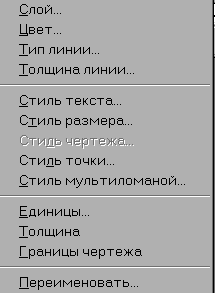 Слой...
Цвет...
Тип линии...
Толщина линии...
Стиль текста...
Стиль размера...
Стиль чертежа...
Стиль точки...
Стиль мультиломаной...
Единицы...
Толщина
Границы чертежа
Переименовать...